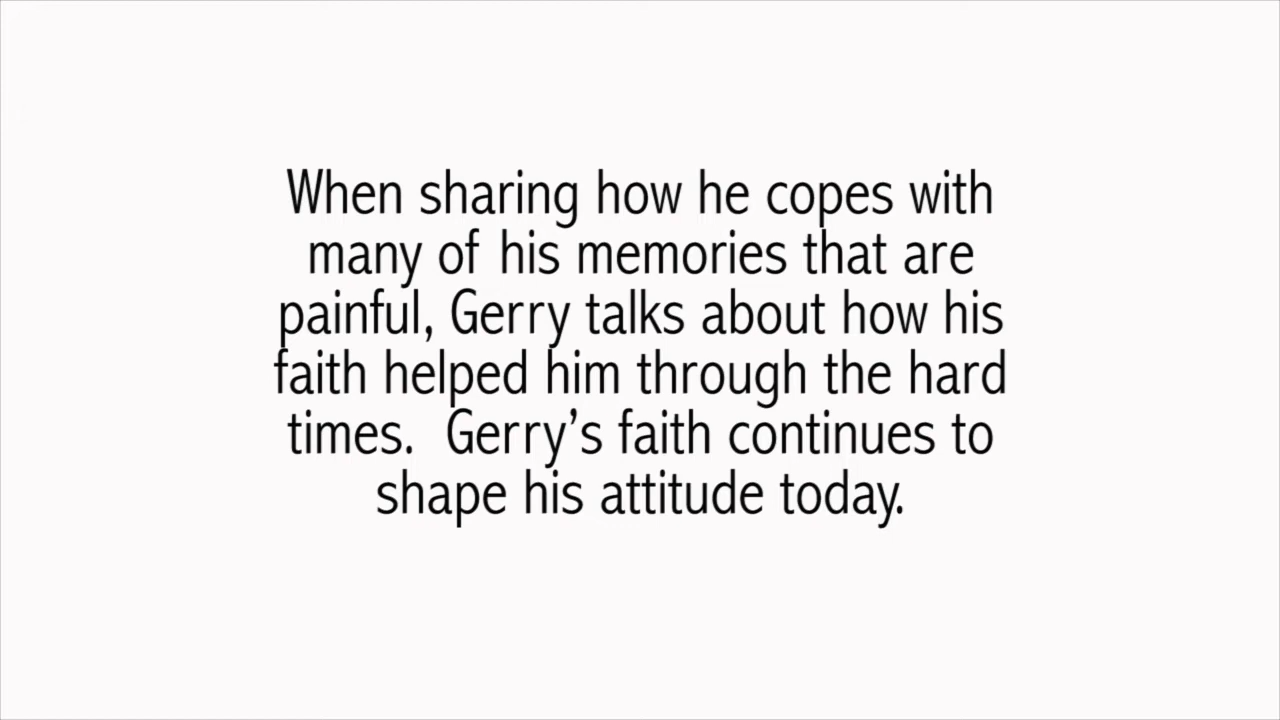 When sharing how he copes with
many of his memories that are
painful, Gerry talks about how his
faith helped him through the hard
times.  Gerry’s faith continues to
shape his attitude today.